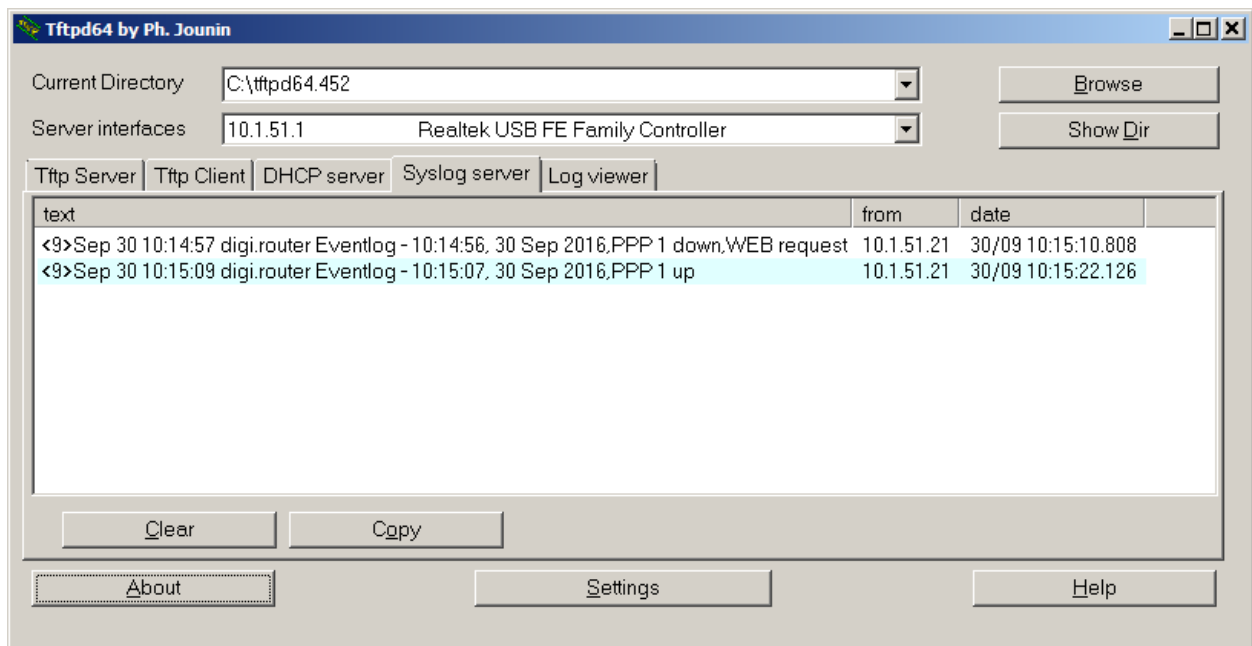 Tftpd64 by Ph. Jounin
Current Directory C:\tftpd64.452 Browse
Server interfaces 10.1.51.1 Realtek USB FE Family Controller Show Dir
Tftp Server Tftp Client DHCP server Syslog server Log viewer
text from date
<9>Sep 30 10:14:57 digi.router Eventlog - 10:14:56, 30 Sep 2016,PPP 1 down,WEB request 10.1.51.21 30/09 10:15:10.808
<9>Sep 30 10:15:09 digi.router Eventlog - 10:15:07, 30 Sep 2016,PPP 1 up 10.1.51.21 30/09 10:15:22.126
Clear Copy
About Settings Help